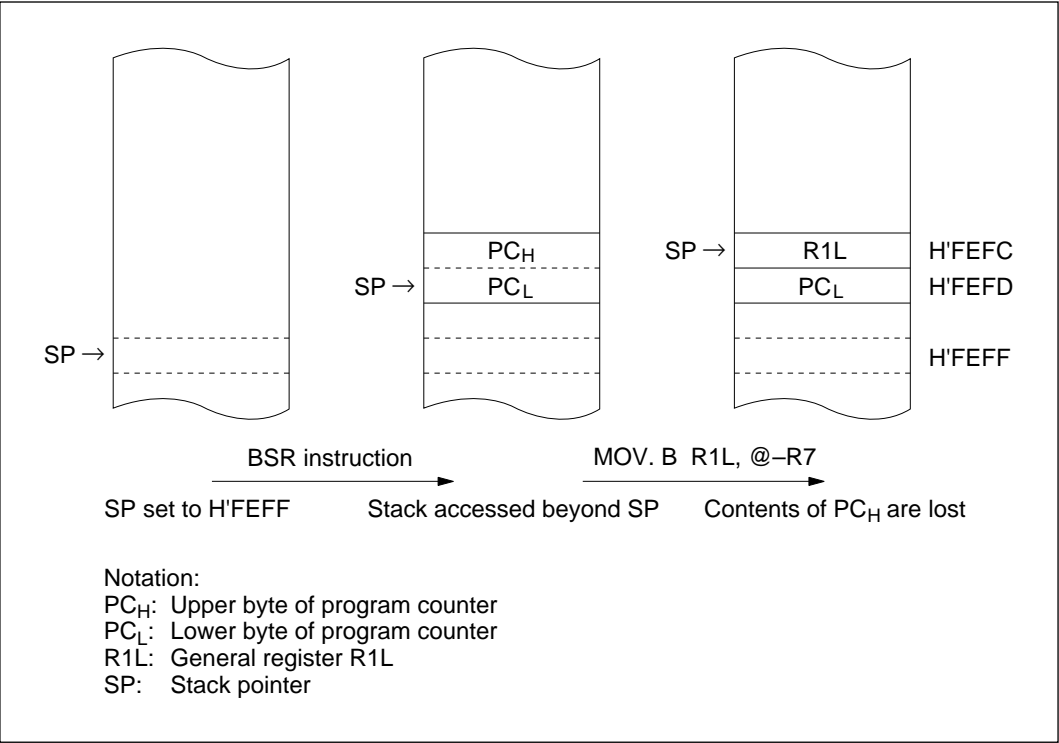 PCH
SP → R1L H'FEFC
SP → PCL PCL H'FEFD
SP → H'FEFF
BSR instruction MOV. B R1L, @–R7
SP set to H'FEFF Stack accessed beyond SP Contents of PCH are lost
Notation:
PCH: Upper byte of program counter
PCL: Lower byte of program counter
R1L: General register R1L
SP: Stack pointer